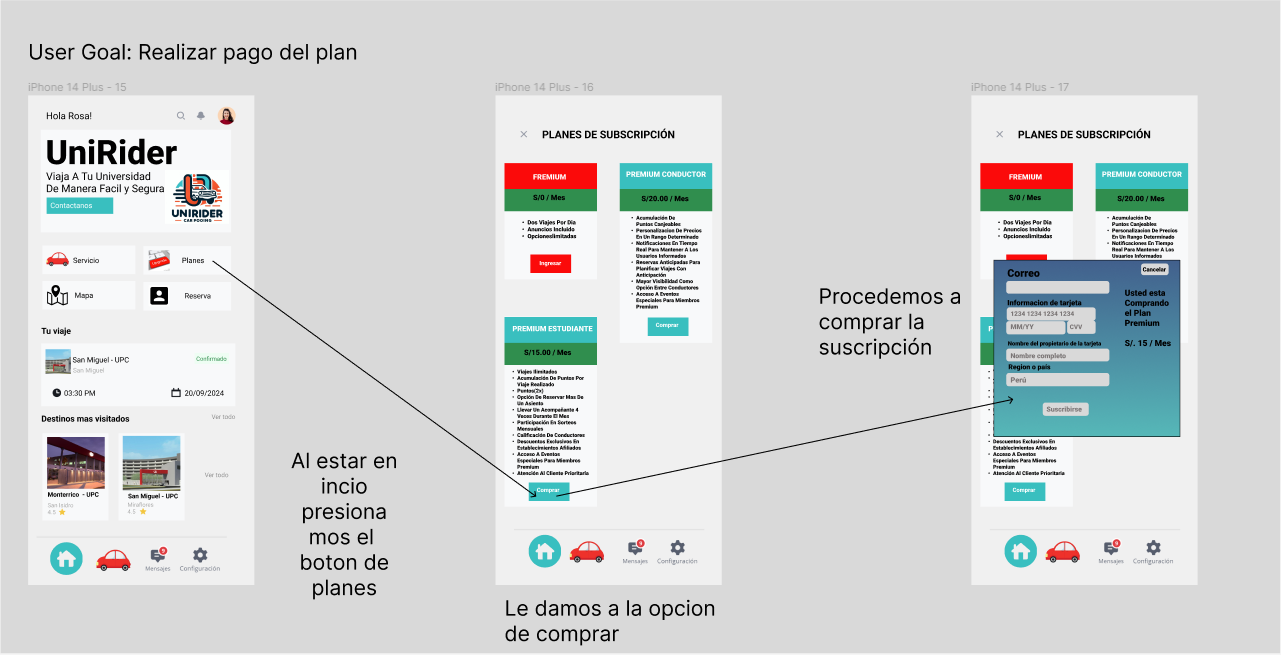 User Goal: Realizar pago del plan
iPhone 14 Plus - 15
Hola Rosa!
UniRider
Viaja A Tu Universidad
De Manera Facil y Segura
Contactanos
UNIRIDER
CAR POOING
Servicio
Planes
Mapa
Reserva
Tu viaje
San Miguel - UPC
San Miguel
Confirmado
03:30 PM
20/09/2024
Destinos mas visitados
Ver todo
Monterrico - UPC
San Isidro
4.5
San Miguel - UPC
Miraflores
4.5
Ver todo
9
Mensajes
Configuración
Al estar en
incio
presiona
mos el
boton de
planes
iPhone 14 Plus - 16
PLANES DE SUBSCRIPCIÓN
FREMIUM
S/0 / Mes
Dos Viajes Por Dia
Anuncios Incluido
Opcioneslimitadas
Ingresar
PREMIUM CONDUCTOR
S/20.00 / Mes
Acumulación De
Puntos Canjeables
Personalizacion De Precios
En Un Rango Determinado
Notificaciones En Tiempo
Real Para Mantener A Los
Usuarios Informados
Reservas Anticipadas Para
Planificar Viajes Con
Anticipación
Mayor Visibilidad Como
Opción Entre Conductores
Acceso A Eventos
Especiales Para Miembros
Premium
Comprar
PREMIUM ESTUDIANTE
S/15.00 / Mes
Viajes Ilimitados
Acumulación De Puntos Por
Viaje Realizado
Puntos(2x)
Opción De Reservar Mas De
Un Asiento
Llevar Un Acompañante 4
Veces Durante El Mes
Participación En Sorteos
Mensuales
Calificación De Conductores
Descuentos Exclusivos En
Establecimientos Afiliados
Acceso A Eventos
Especiales Para Miembros
Premium
Atención Al Cliente Prioritaria
Comprar
9
Mensajes
Configuración
Le damos a la opcion
de comprar
Procedemos a
comprar la
suscripción
iPhone 14 Plus - 17
PLANES DE SUBSCRIPCIÓN
FREMIUM
S/0 / Mes
Dos Viajes Por Dia
Anuncios Incluido
Opcioneslimitadas
PREMIUM CONDUCTOR
S/20.00 / Mes
Acumulación De
Puntos Canjeables
Personalizacion De Precios
En Un Rango Determinado
Notificaciones En Tiempo
Real Para Mantener A Los
Usuarios Informados
Correo
Cancelar
Informacion de tarjeta
1234 1234 1234 1234
MM/YY
CVV
Nombre del propietario de la tarjeta
Nombre completo
Region o país
Perú
Suscribirse
Usted esta
Comprando
el Plan
Premium
S/. 15 / Mes
P
Descuentos Exclusivos En
Establecimientos Afiliados
Acceso A Eventos
Especiales Para Miembros
Premium
Atención Al Cliente Prioritaria
Comprar
9
Mensajes
Configuración